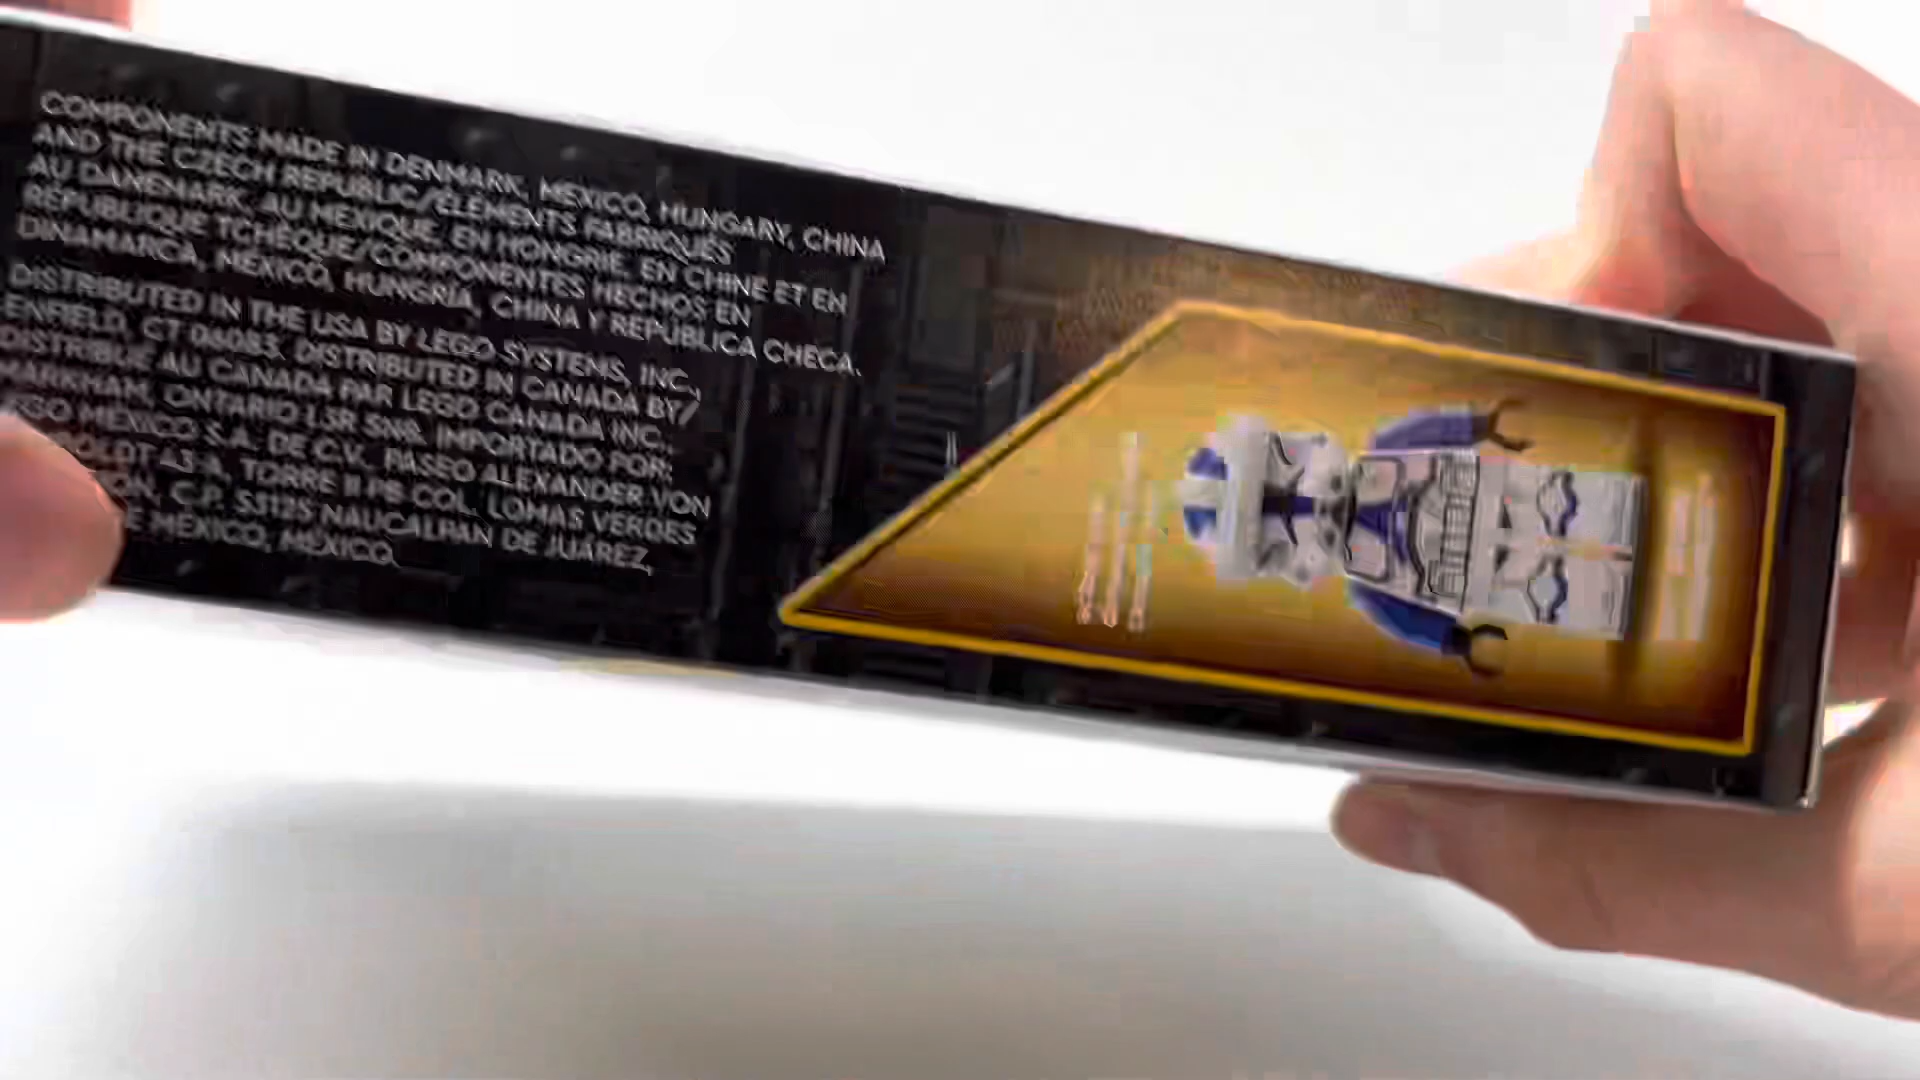 COMPONENTS MADE IN DENMARK, MEXICO, HUNGARY, CHINA
AND THE CZECH REPUBLIC/ÉLÉMENTS FABRIQUÉS
AU DANEMARK, AU MEXIQUE, EN HONGRIE, EN CHINE ET EN
RÉPUBLIQUE TCHÈQUE/COMPONENTES HECHOS EN
DINAMARCA, MÉXICO, HUNGRÍA, CHINA Y REPÚBLICA CHECA.
DISTRIBUTED IN THE USA BY LEGO SYSTEMS, INC.,
ENFIELD, CT 06083. DISTRIBUTED IN CANADA BY/
DISTRIBUÉ AU CANADA PAR LEGO CANADA INC.,
MARKHAM, ONTARIO L3R IMPORTADO POR:
MÉXICO S.A. DE C.V., PASEO ALEXANDER VON
43-A, TORRE II PB COL. LOMAS VERDES
C.P. 53125 NAUCALPAN DE JUÁREZ,
MÉXICO, MÉXICO.